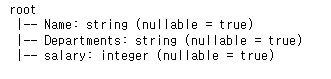 root
 |-- Name: string (nullable = true)
 |-- Departments: string (nullable = true)
 |-- salary: integer (nullable = true)